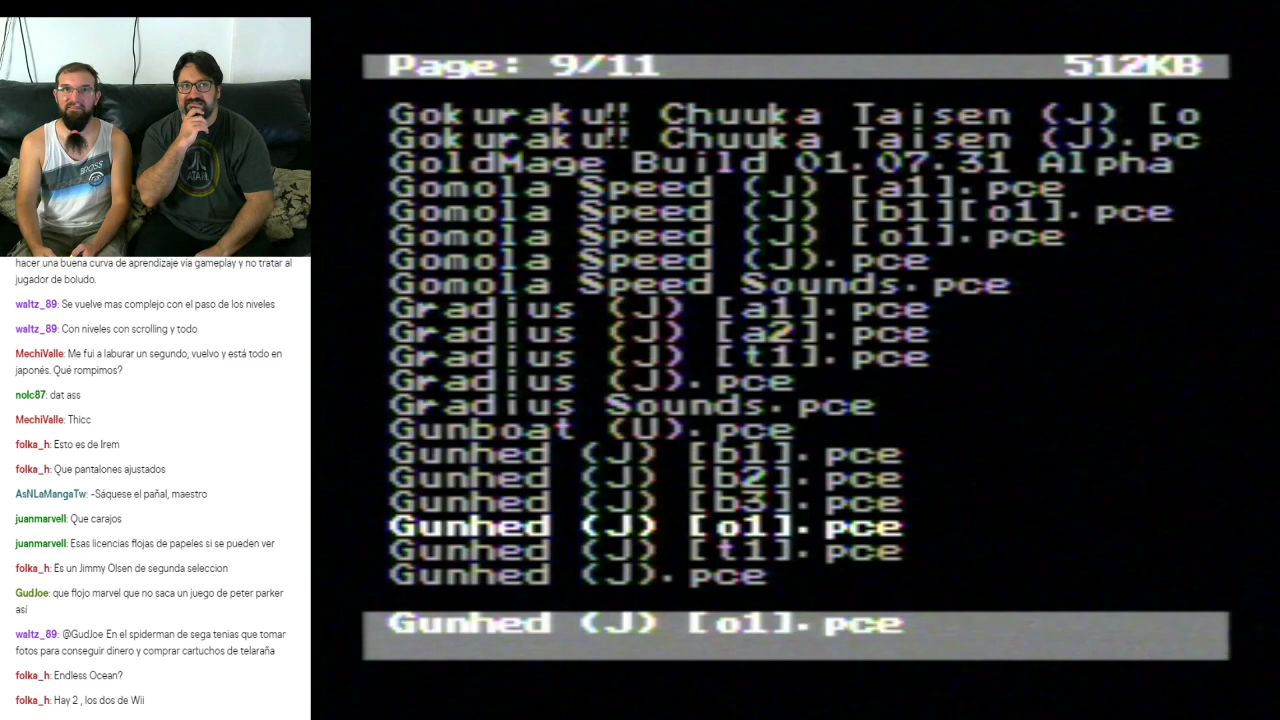 BROSS
ATARI
hacer una buena curva de aprendizaje vía gameplay y no tratar al
jugador de boludo.
waltz_89: Se vuelve mas complejo con el paso de los niveles
waltz_89: Con niveles con scrolling y todo
MechiValle: Me fui a laburar un segundo, vuelvo y está todo en
japonés. Qué rompimos?
nolc87: dat ass
MechiValle: Thicc
folka_h: Esto es de Irem
folka_h: Que pantalones ajustados
AsNLaMangaTw: -Sáquese el pañal, maestro
juanmarvell: Que carajos
juanmarvell: Esas licencias flojas de papeles si se pueden ver
folka_h: Es un Jimmy Olsen de segunda seleccion
GudJoe: que flojo marvel que no saca un juego de peter parker
así
waltz_89: @GudJoe En el spiderman de sega tenias que tomar
fotos para conseguir dinero y comprar cartuchos de telaraña
folka_h: Endless Ocean?
folka_h: Hay 2 , los dos de Wii
Page: 9/11 512KB
Gokuraku!! Chuuka Taisen (J) [o
Gokuraku!! Chuuka Taisen (J).pc
GoldMage Build 01.07.31 Alpha
Gomola Speed (J) [a1].pce
Gomola Speed (J) [b1][o1].pce
Gomola Speed (J) [o1].pce
Gomola Speed (J).pce
Gomola Speed Sounds.pce
Gradius (J) [a1].pce
Gradius (J) [a2].pce
Gradius (J) [t1].pce
Gradius (J).pce
Gradius Sounds.pce
Gunboat (U).pce
Gunhed (J) [b1].pce
Gunhed (J) [b2].pce
Gunhed (J) [b3].pce
Gunhed (J) [o1].pce
Gunhed (J) [t1].pce
Gunhed (J).pce
Gunhed (J) [o1].pce